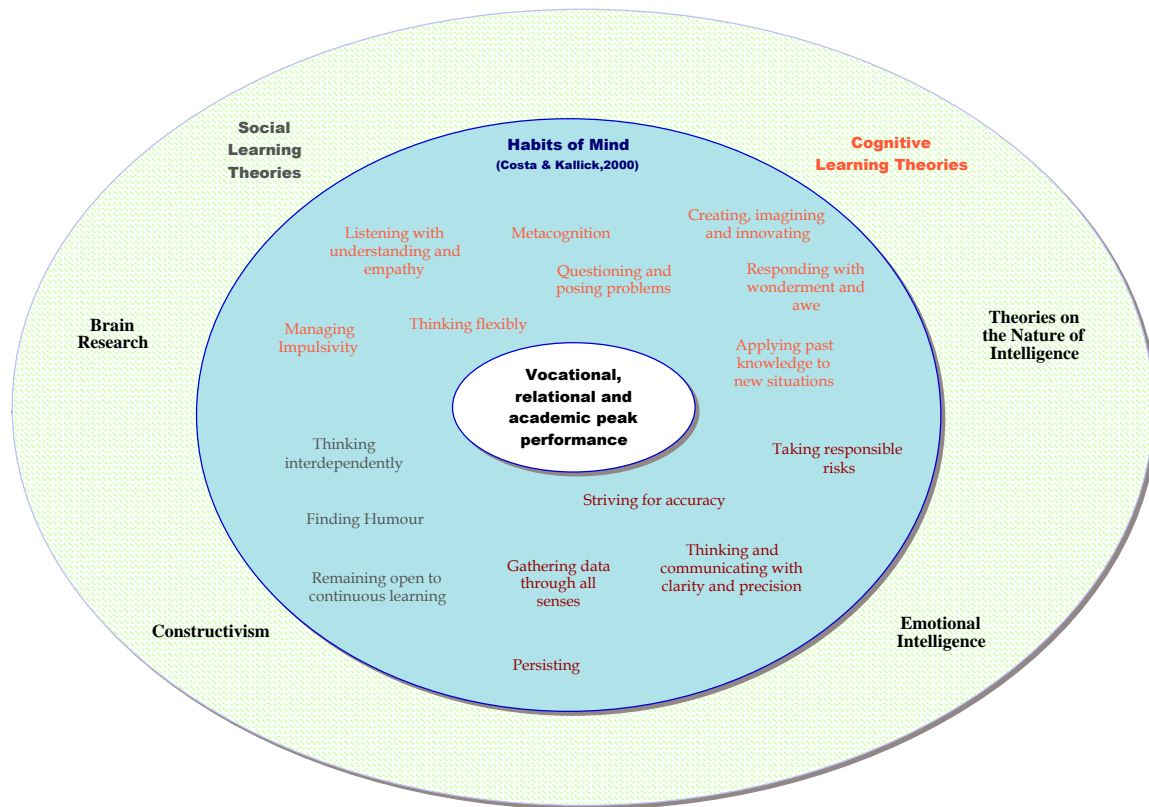 Social
Learning
Theories
Habits of Mind
(Costa & Kallick,2000)
Cognitive
Learning Theories
Listening with
understanding and
empathy
Metacognition
Creating, imagining
and innovating
Questioning and
posing problems
Responding with
wonderment and
awe
Brain
Research
Managing
Impulsivity
Thinking flexibly
Theories on
the Nature of
Intelligence
Applying past
knowledge to
new situations
Vocational,
relational and
academic peak
performance
Thinking
interdependently
Taking responsible
risks
Striving for accuracy
Finding Humour
Gathering data
through all
senses
Thinking and
communicating with
clarity and precision
Remaining open to
continuous learning
Constructivism
Emotional
Intelligence
Persisting